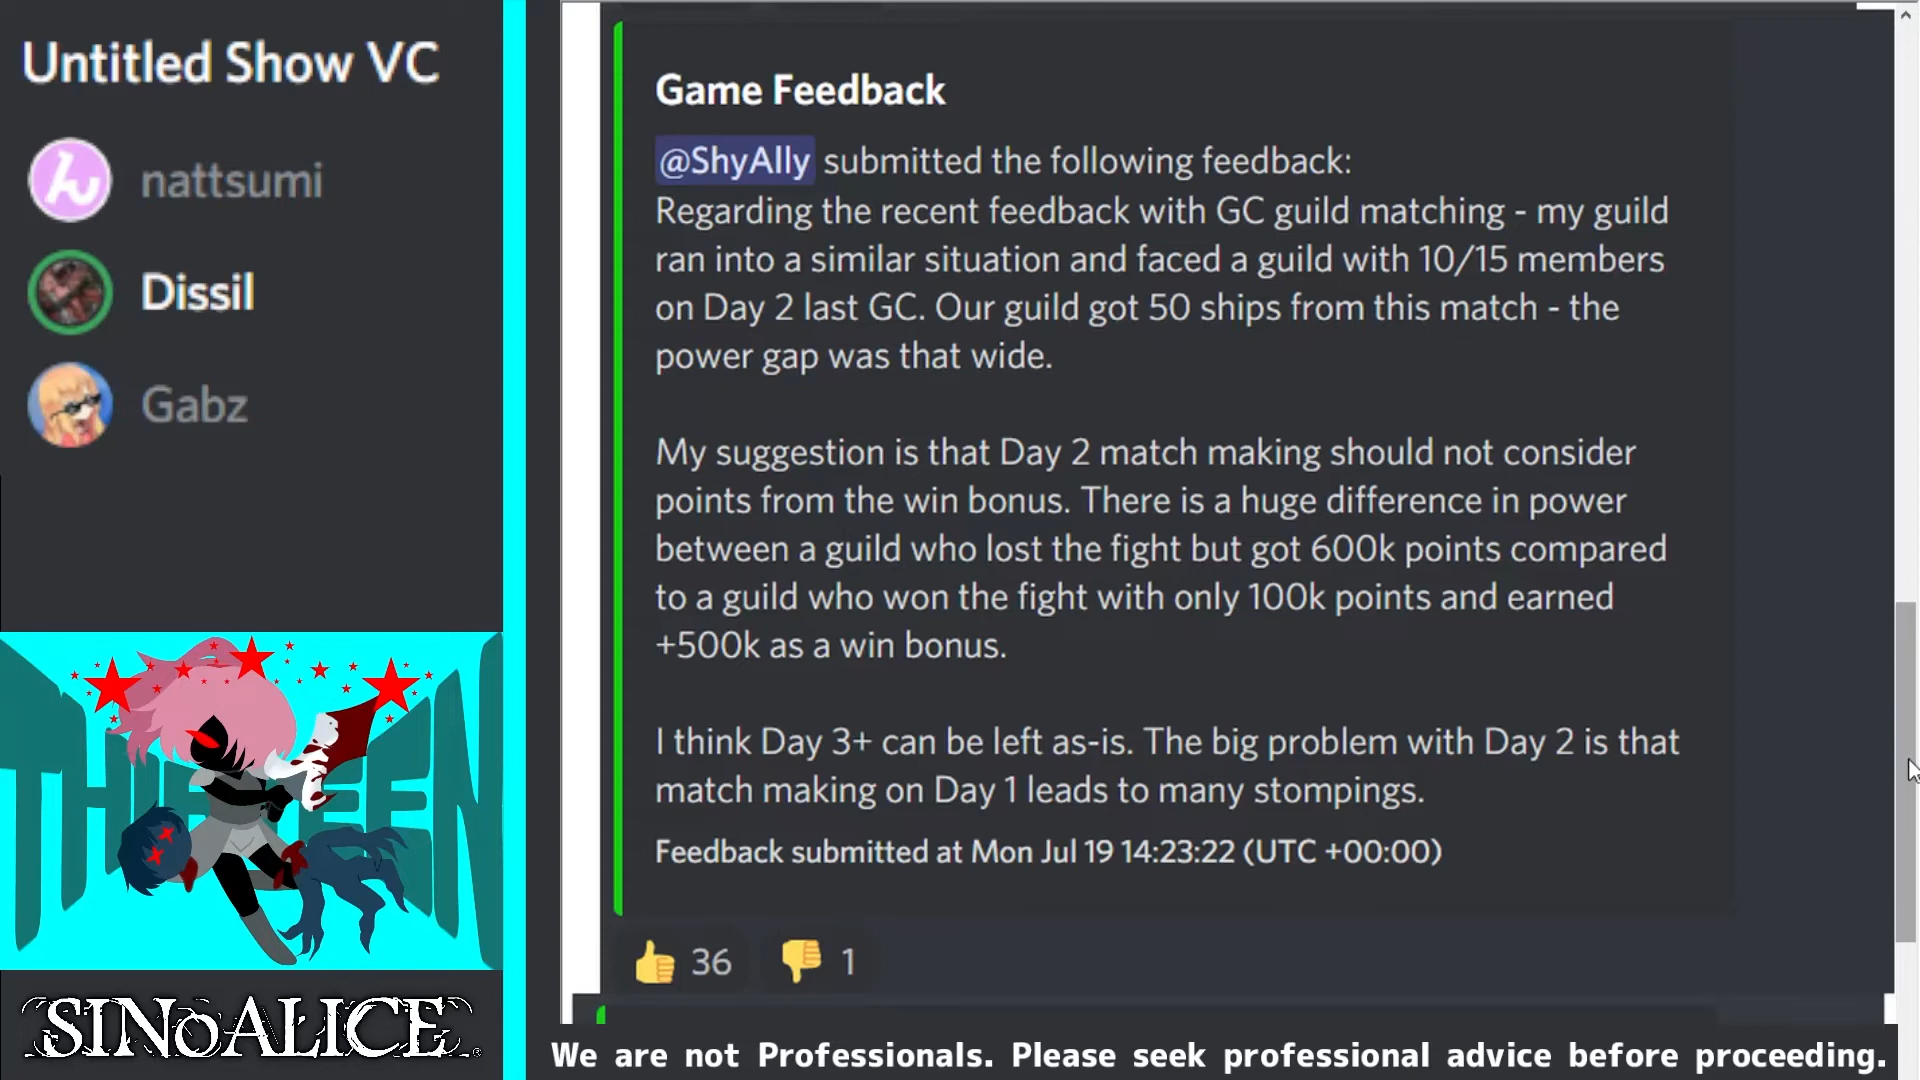 Untitled Show VC
nattsumi
Dissil
Gabz
THIRTEEN
SINoALICE
Game Feedback
@ShyAlly submitted the following feedback:
Regarding the recent feedback with GC guild matching - my guild
ran into a similar situation and faced a guild with 10/15 members
on Day 2 last GC. Our guild got 50 ships from this match - the
power gap was that wide.
My suggestion is that Day 2 match making should not consider
points from the win bonus. There is a huge difference in power
between a guild who lost the fight but got 600k points compared
to a guild who won the fight with only 100k points and earned
+500k as a win bonus.
I think Day 3+ can be left as-is. The big problem with Day 2 is that
match making on Day 1 leads to many stompings.
Feedback submitted at Mon Jul 19 14:23:22 (UTC +00:00)
36 1
We are not Professionals. Please seek professional advice before proceeding.